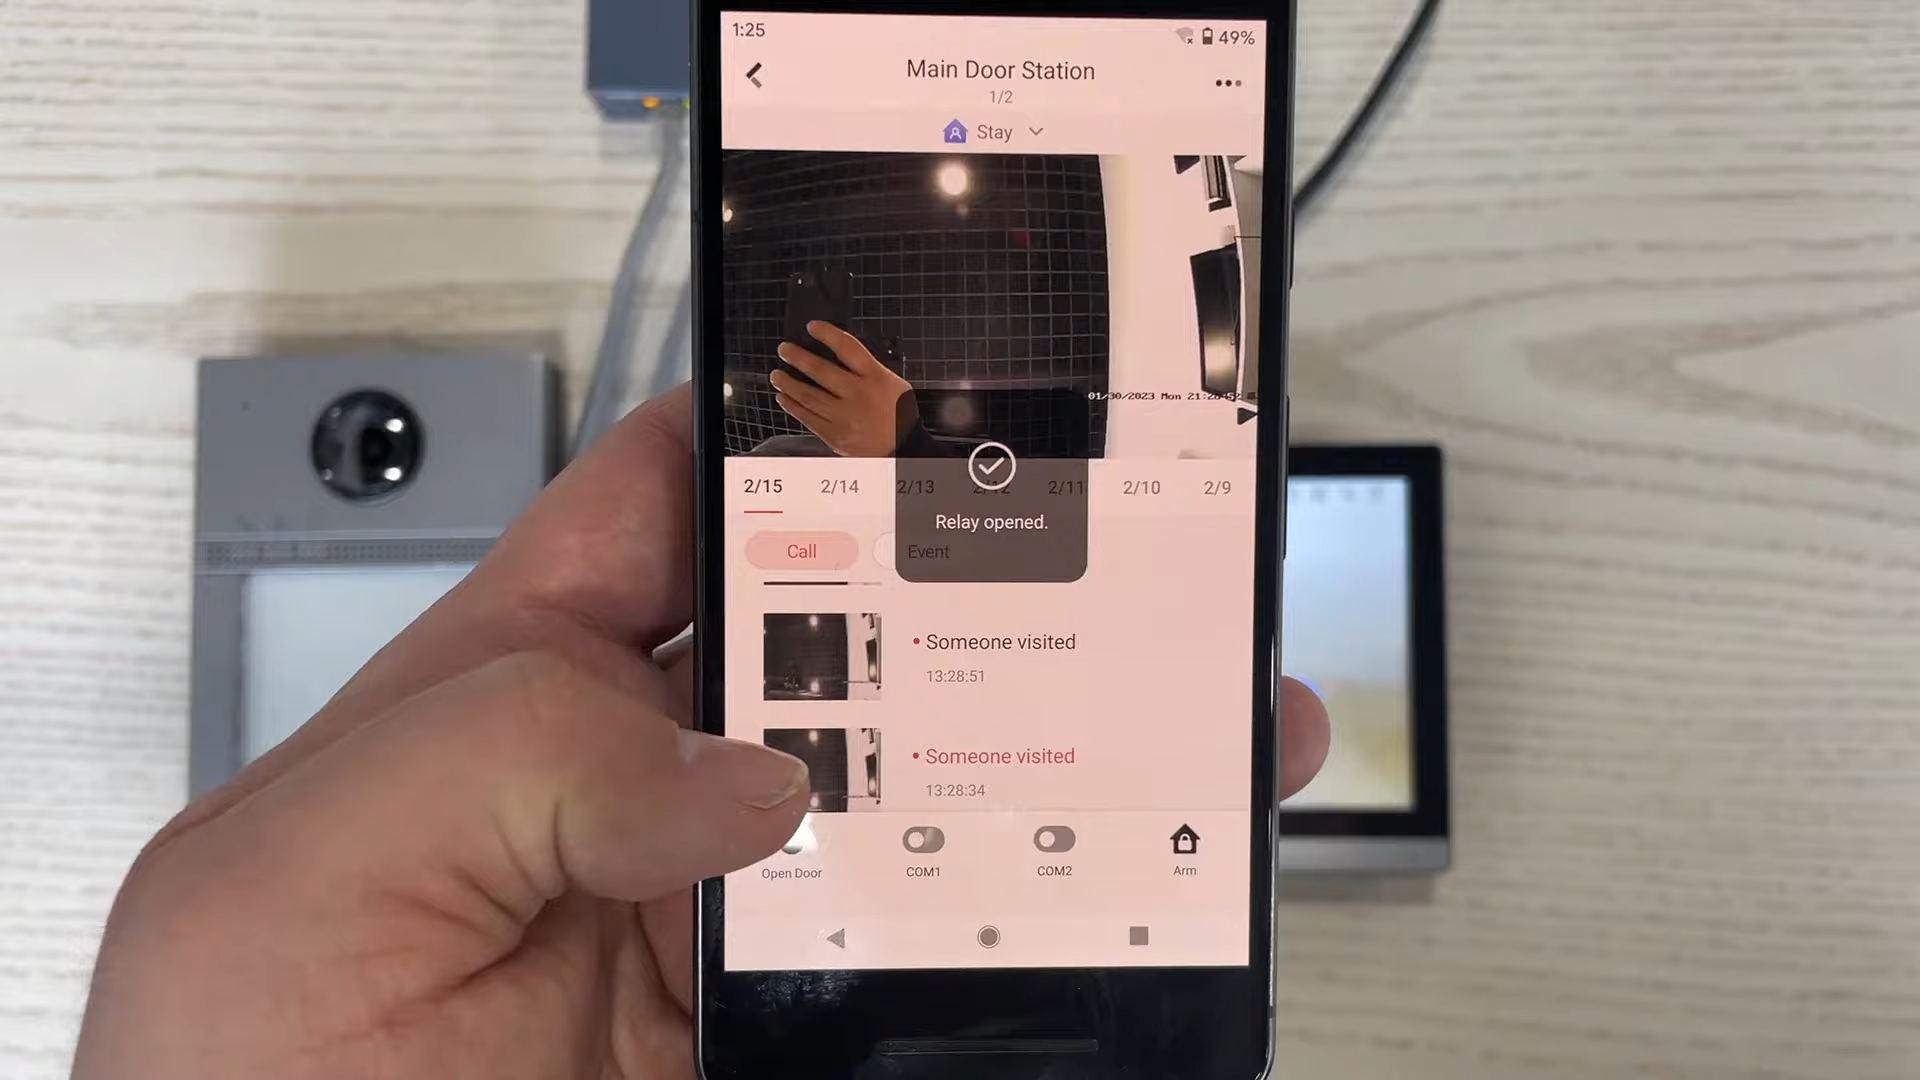 1:25
49%
Main Door Station
1/2
Stay
01/30/2023 Mon
2/15 2/14 2/13 2/12 2/11 2/10 2/9
Relay opened.
Call
Event
Someone visited
13:28:51
Someone visited
13:28:34
Open Door
COM1
COM2
Arm